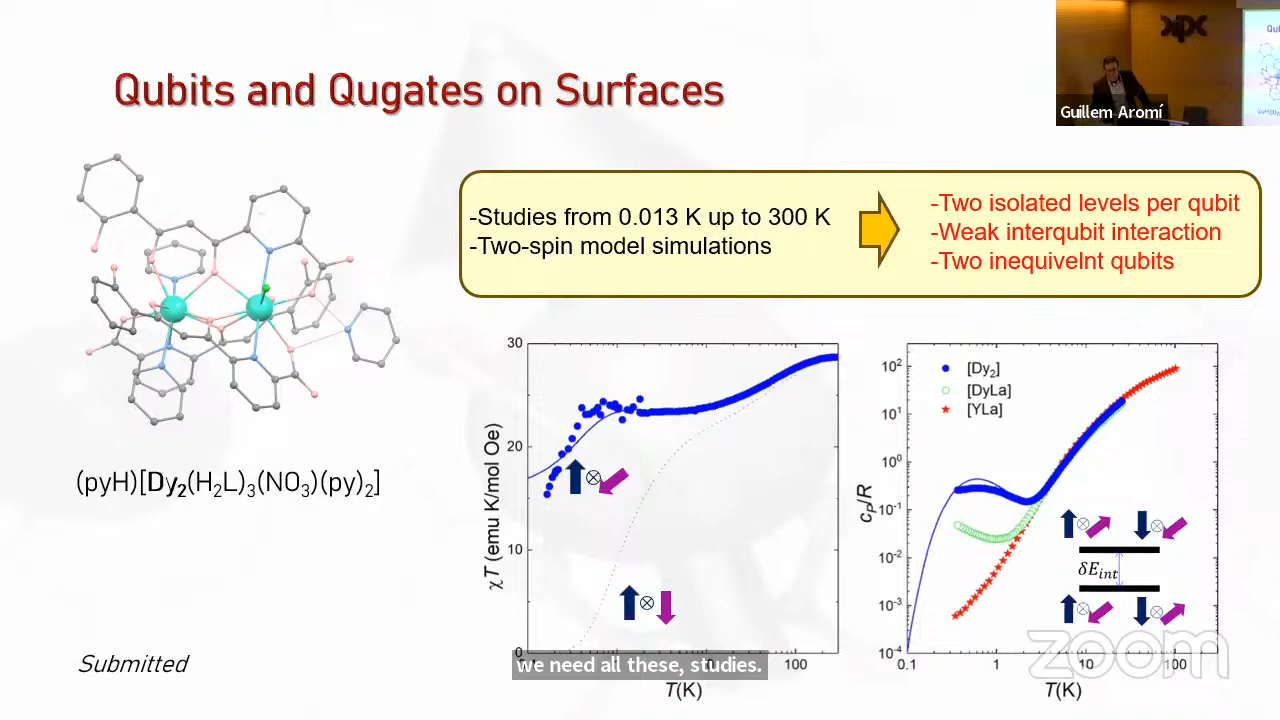 Qubits and Qugates on Surfaces
Guillem Aromí
-Studies from 0.013 K up to 300 K
-Two-spin model simulations
-Two isolated levels per qubit
-Weak interqubit interaction
-Two inequivelnt qubits
(pyH)[Dy₂(H₂L)₃(NO₃)(py)₂]
Submitted
χT (emu K/mol Oe)
30
20
10
0
100
T(K)
we need all these, studies.
cₚ/R
10²
10¹
10⁰
10⁻¹
10⁻²
10⁻³
10⁻⁴
[Dy₂]
[DyLa]
[YLa]
δE_int
0.1
1
10
100
T(K)
zoom